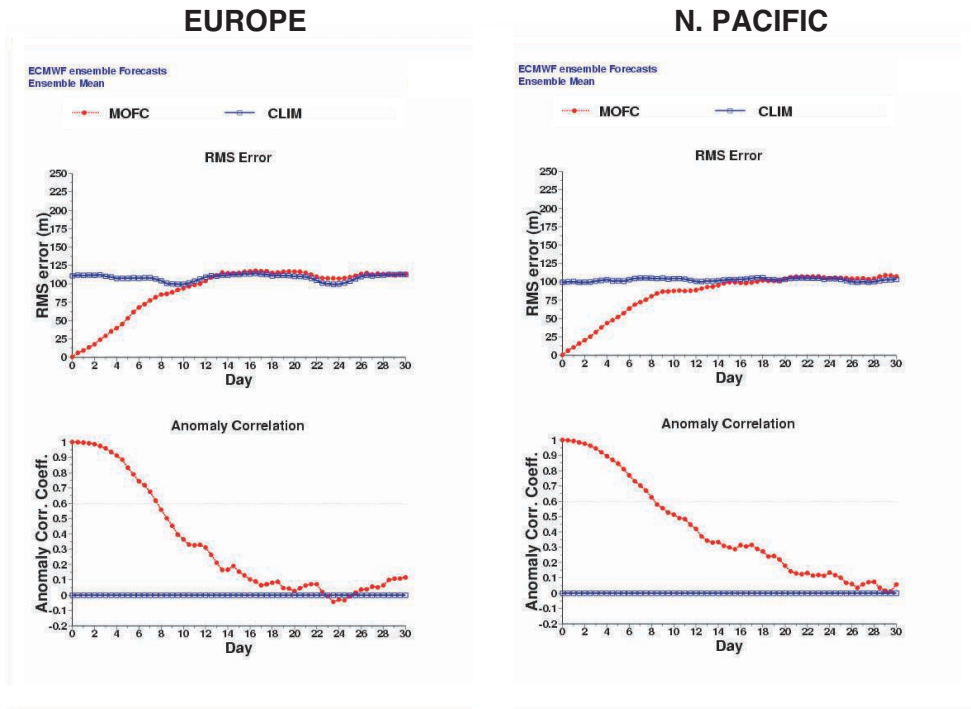 EUROPE
ECMWF ensemble Forecasts
Ensemble Mean
MOFC CLIM
RMS Error
RMS error (m)
250
225
200
175
150
125
100
75
50
25
0
0 2 4 6 8 10 12 14 16 18 20 22 24 26 28 30
Day
Anomaly Correlation
Anomaly Corr. Coeff.
1
0.9
0.8
0.7
0.6
0.5
0.4
0.3
0.2
0.1
0
-0.1
-0.2
0 2 4 6 8 10 12 14 16 18 20 22 24 26 28 30
Day
N. PACIFIC
ECMWF ensemble Forecasts
Ensemble Mean
MOFC CLIM
RMS Error
RMS error (m)
250
225
200
175
150
125
100
75
50
25
0
0 2 4 6 8 10 12 14 16 18 20 22 24 26 28 30
Day
Anomaly Correlation
Anomaly Corr. Coeff.
1
0.9
0.8
0.7
0.6
0.5
0.4
0.3
0.2
0.1
0
-0.1
-0.2
0 2 4 6 8 10 12 14 16 18 20 22 24 26 28 30
Day